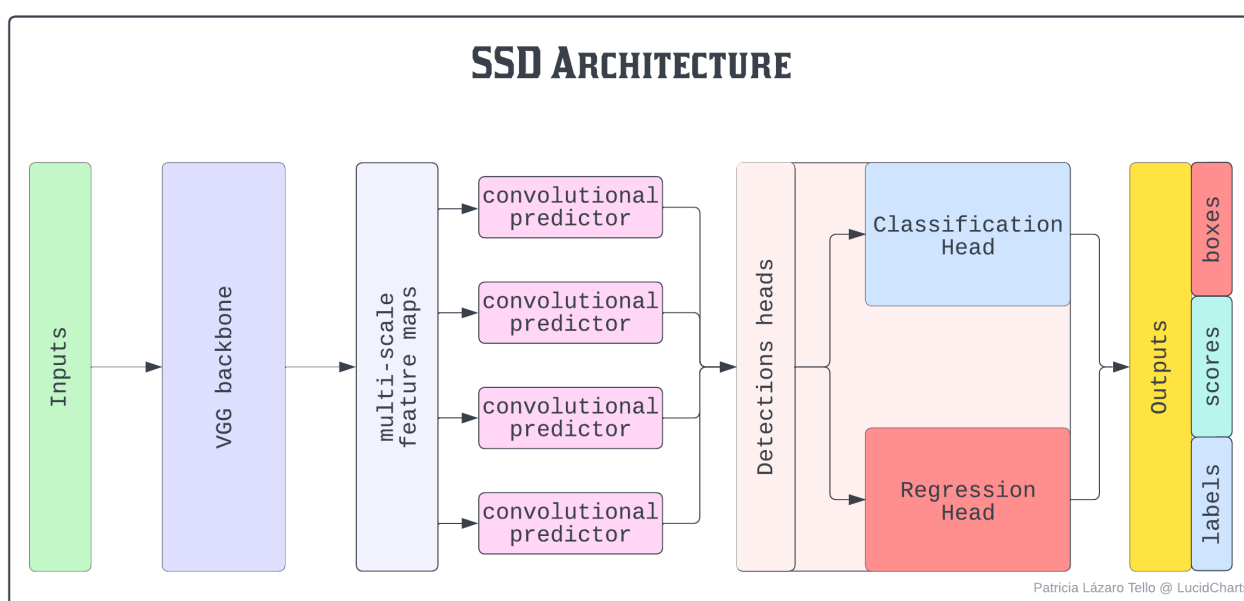 SSD ARCHITECTURE
Inputs
VGG backbone
multi-scale
feature maps
convolutional
predictor
convolutional
predictor
convolutional
predictor
convolutional
predictor
Detections heads
Classification
Head
Regression
Head
Outputs
boxes
scores
labels
Patricia Lázaro Tello @ LucidCharts